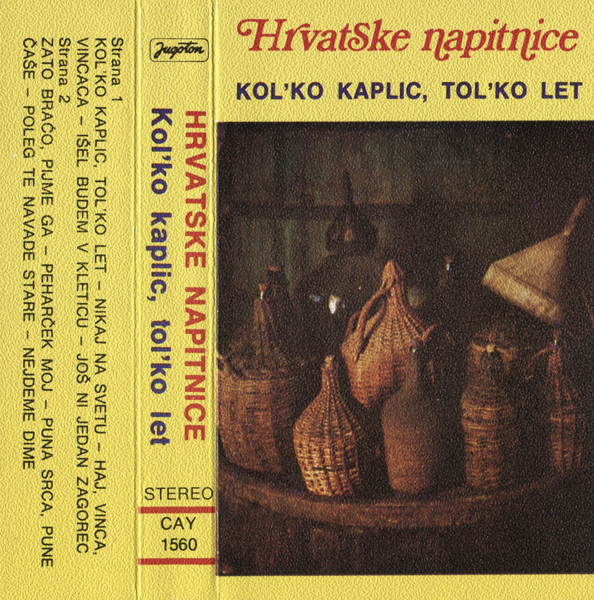 Strana 1
KOL'KO KAPLIC, TOL'KO LET – NIKAJ NA SVETU – HAJ, VINCA,
VINCACA – IŠEL BUDEM V KLETICU – JOŠ NI JEDAN ZAGOREC
Strana 2
ZATO BRAĆO, PIJME GA – PEHARČEK MOJ – PUNA SRCA, PUNE
ČAŠE – POLEG TE NAVADE STARE – NEJDEME DIME
Jugoton
HRVATSKE NAPITNICE
Kol'ko kaplic, tol'ko let
STEREO
CAY
1560
Hrvatske napitnice
KOL'KO KAPLIC, TOL'KO LET